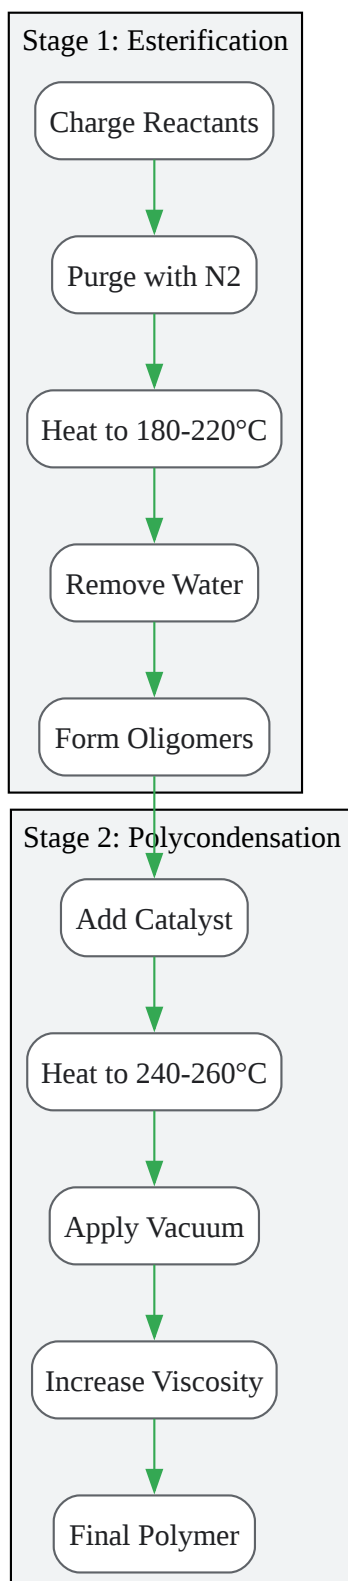 Stage 1: Esterification
Charge Reactants
Purge with N2
Heat to 180-220°C
Remove Water
Form Oligomers
Stage 2: Polycondensation
Add Catalyst
Heat to 240-260°C
Apply Vacuum
Increase Viscosity
Final Polymer